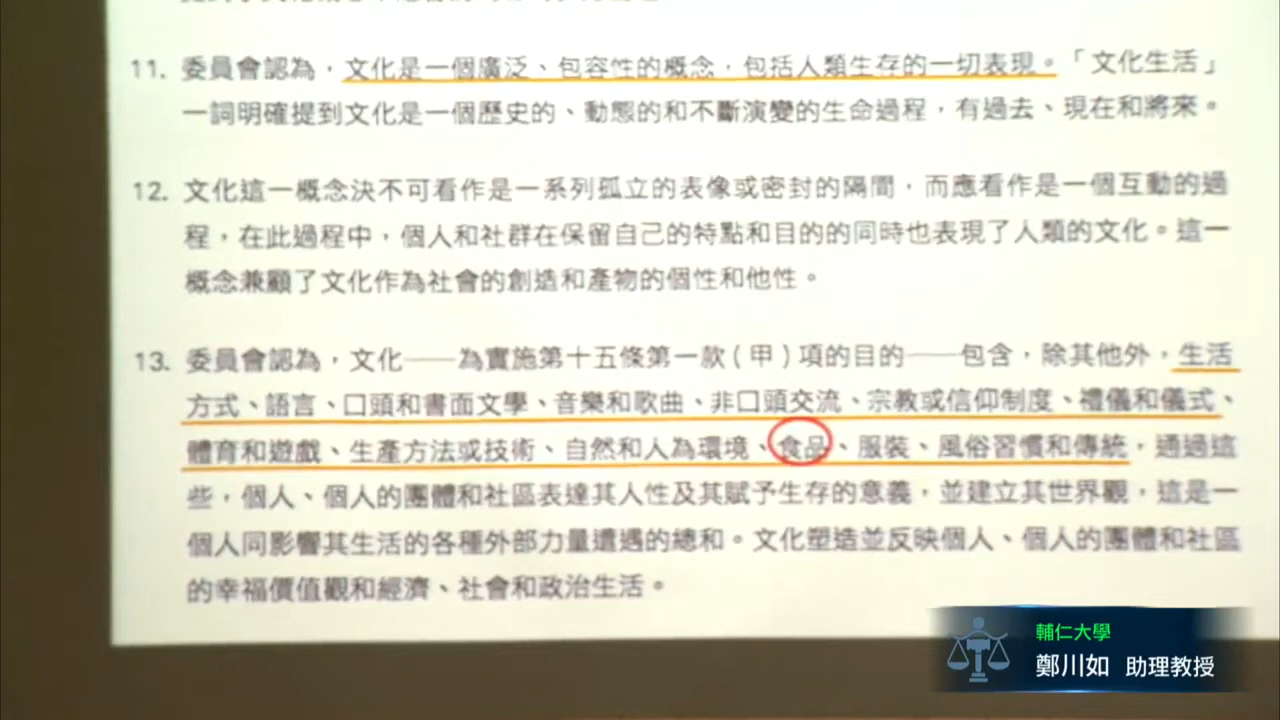 11. 委員會認為，文化是一個廣泛、包容性的概念，包括人類生存的一切表現。「文化生活」
一詞明確提到文化是一個歷史的、動態的和不斷演變的生命過程，有過去、現在和將來。
12. 文化這一概念決不可看作是一系列孤立的表像或密封的隔間，而應看作是一個互動的過
程，在此過程中，個人和社群在保留自己的特點和目的的同時也表現了人類的文化。這一
概念兼顧了文化作為社會的創造和產物的個性和他性。
13. 委員會認為，文化──為實施第十五條第一款(甲)項的目的──包含，除其他外，生活
方式、語言、口頭和書面文學、音樂和歌曲、非口頭交流、宗教或信仰制度、禮儀和儀式、
體育和遊戲、生產方法或技術、自然和人為環境、食品、服裝、風俗習慣和傳統，通過這
些，個人、個人的團體和社區表達其人性及其賦予生存的意義，並建立其世界觀，這是一
個人同影響其生活的各種外部力量遭遇的總和。文化塑造並反映個人、個人的團體和社區
的幸福價值觀和經濟、社會和政治生活。
輔仁大學
鄭川如 助理教授